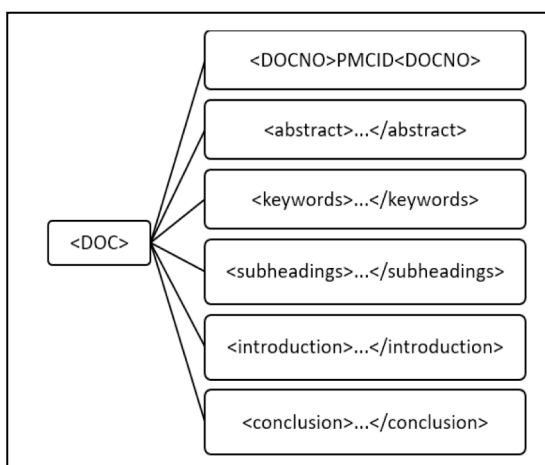 <DOCNO>PMCID<DOCNO>
<abstract>...</abstract>
<keywords>...</keywords>
<DOC>
<subheadings>...</subheadings>
<introduction>...</introduction>
<conclusion>...</conclusion>